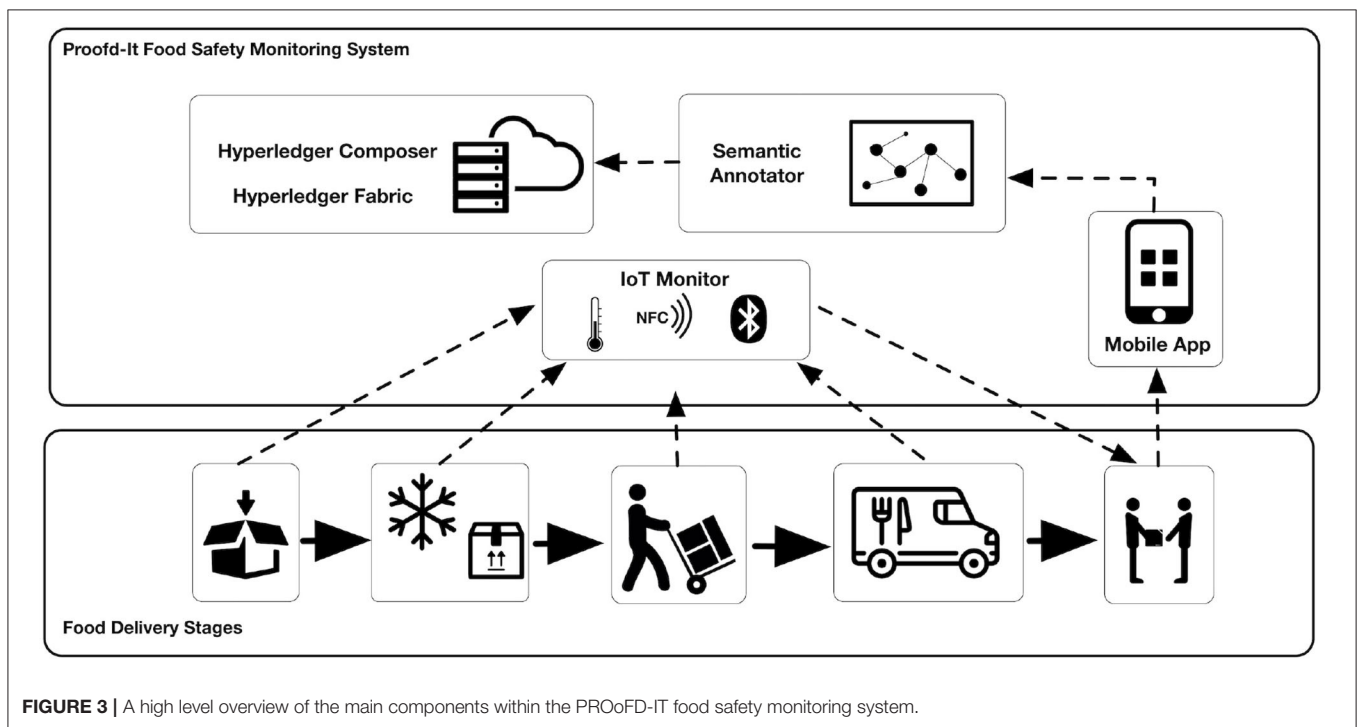 Proofd-It Food Safety Monitoring System
Hyperledger Composer
Hyperledger Fabric
Semantic
Annotator
IoT Monitor
NFC
Mobile App
Food Delivery Stages
FIGURE 3 | A high level overview of the main components within the PROoFD-IT food safety monitoring system.